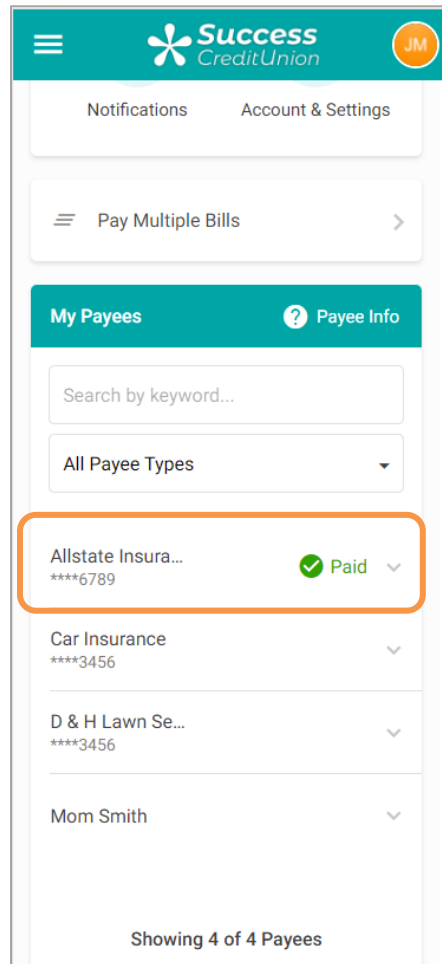 Success
CreditUnion
JM
Notifications
Account & Settings
Pay Multiple Bills
My Payees
? Payee Info
Search by keyword...
All Payee Types
Allstate Insura...
****6789
Paid
Car Insurance
****3456
D & H Lawn Se...
****3456
Mom Smith
Showing 4 of 4 Payees